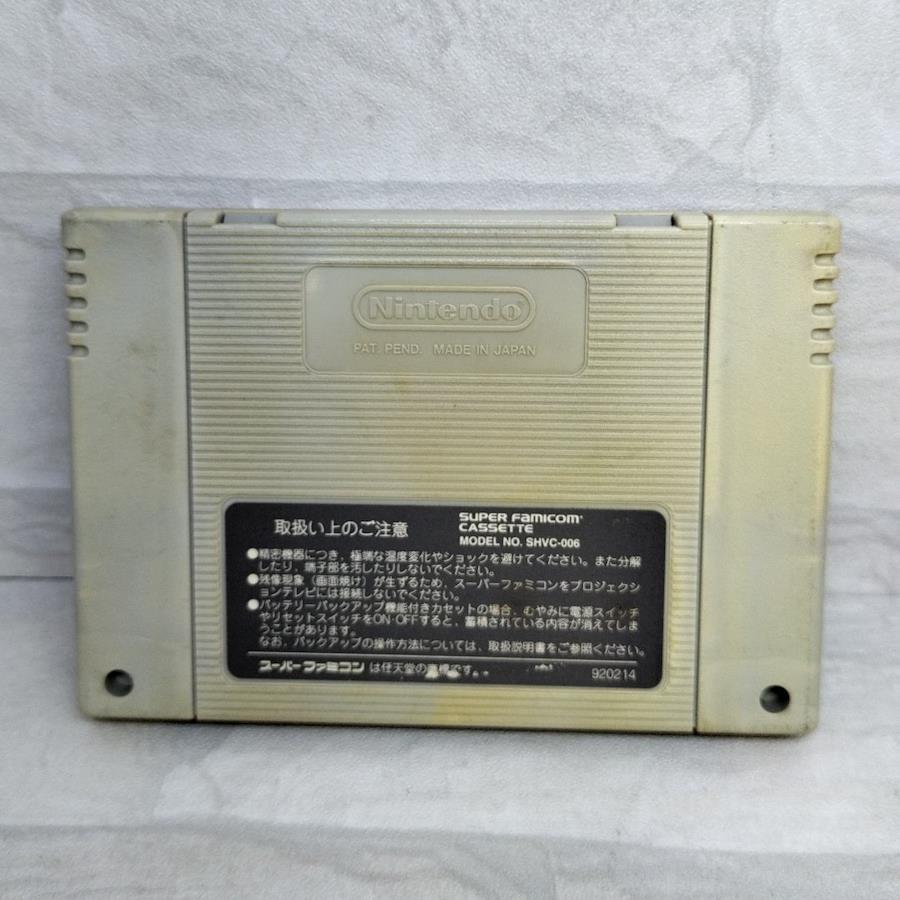 Nintendo
PAT. PEND. MADE IN JAPAN
取扱い上のご注意
SUPER FAMICOM
CASSETTE
MODEL NO. SHVC-006
●精密機器につき、極端な温度変化やショックを避けてください。また分解
したり、端子部を汚したりしないでください。
●残像現象(画面焼け)が生ずるため、スーパーファミコンをプロジェクシ
ョンテレビには接続しないでください。
●バッテリーバックアップ機能付きカセットの場合、むやみに電源スイッチ
やリセットスイッチをON・OFFすると、蓄積されている内容が消えてしま
うことがあります。
なお、バックアップの操作方法については、取扱説明書をご参照ください。
スーパーファミコンは任天堂の商標です。
920214